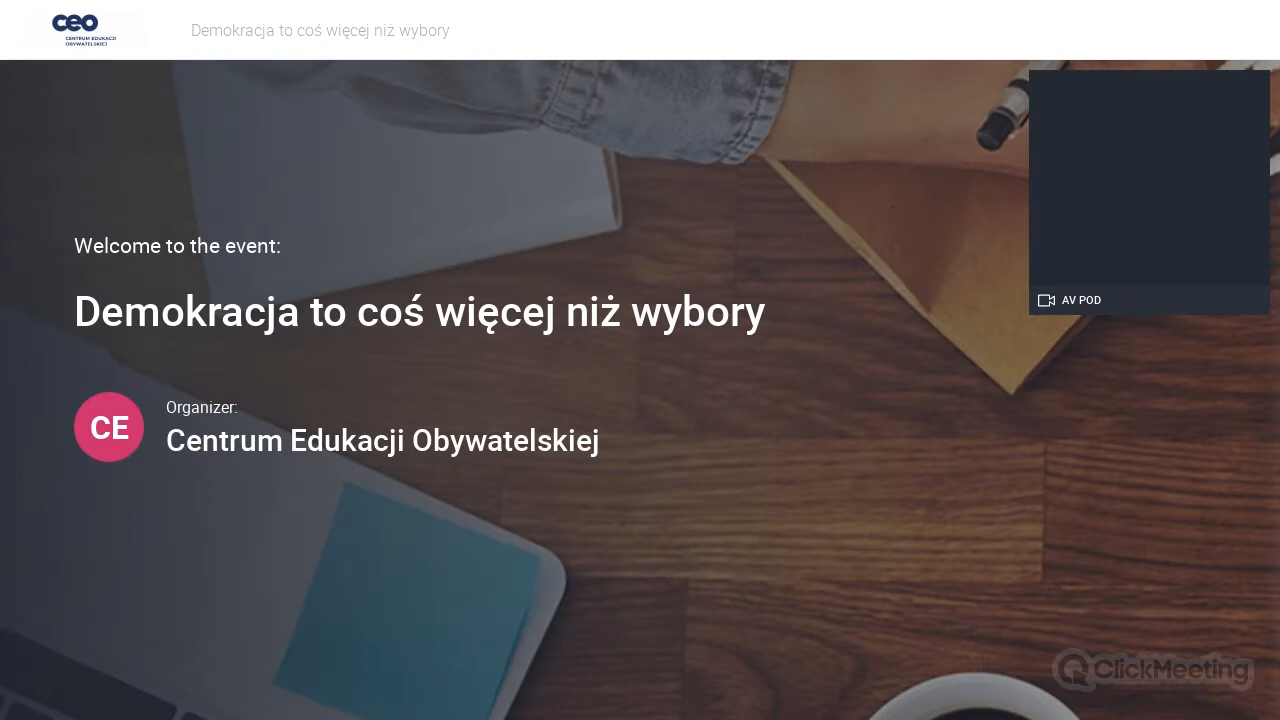 ceo
CENTRUM EDUKACJI
OBYWATELSKIEJ
Demokracja to coś więcej niż wybory
AV POD
Welcome to the event:
Demokracja to coś więcej niż wybory
CE
Organizer:
Centrum Edukacji Obywatelskiej
ClickMeeting